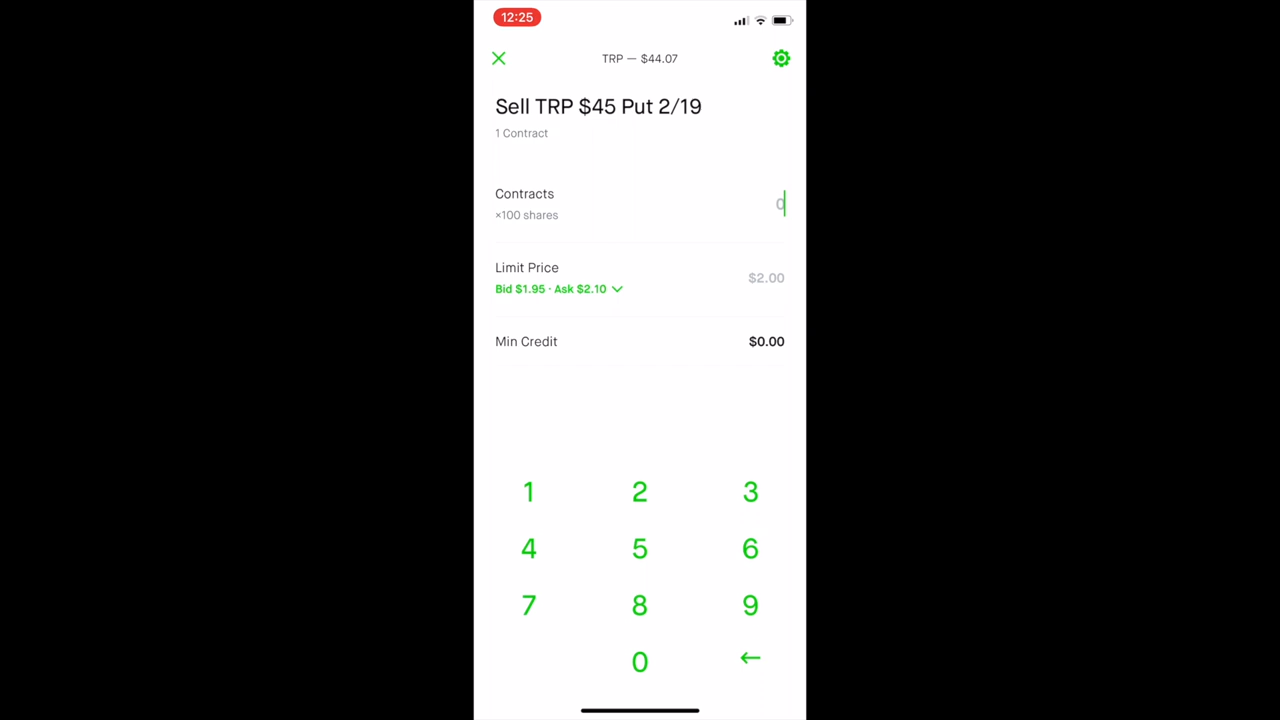 12:25
TRP — $44.07
Sell TRP $45 Put 2/19
1 Contract
Contracts
0
×100 shares
Limit Price
$2.00
Bid $1.95 · Ask $2.10
Min Credit
$0.00
1 2 3
4 5 6
7 8 9
0